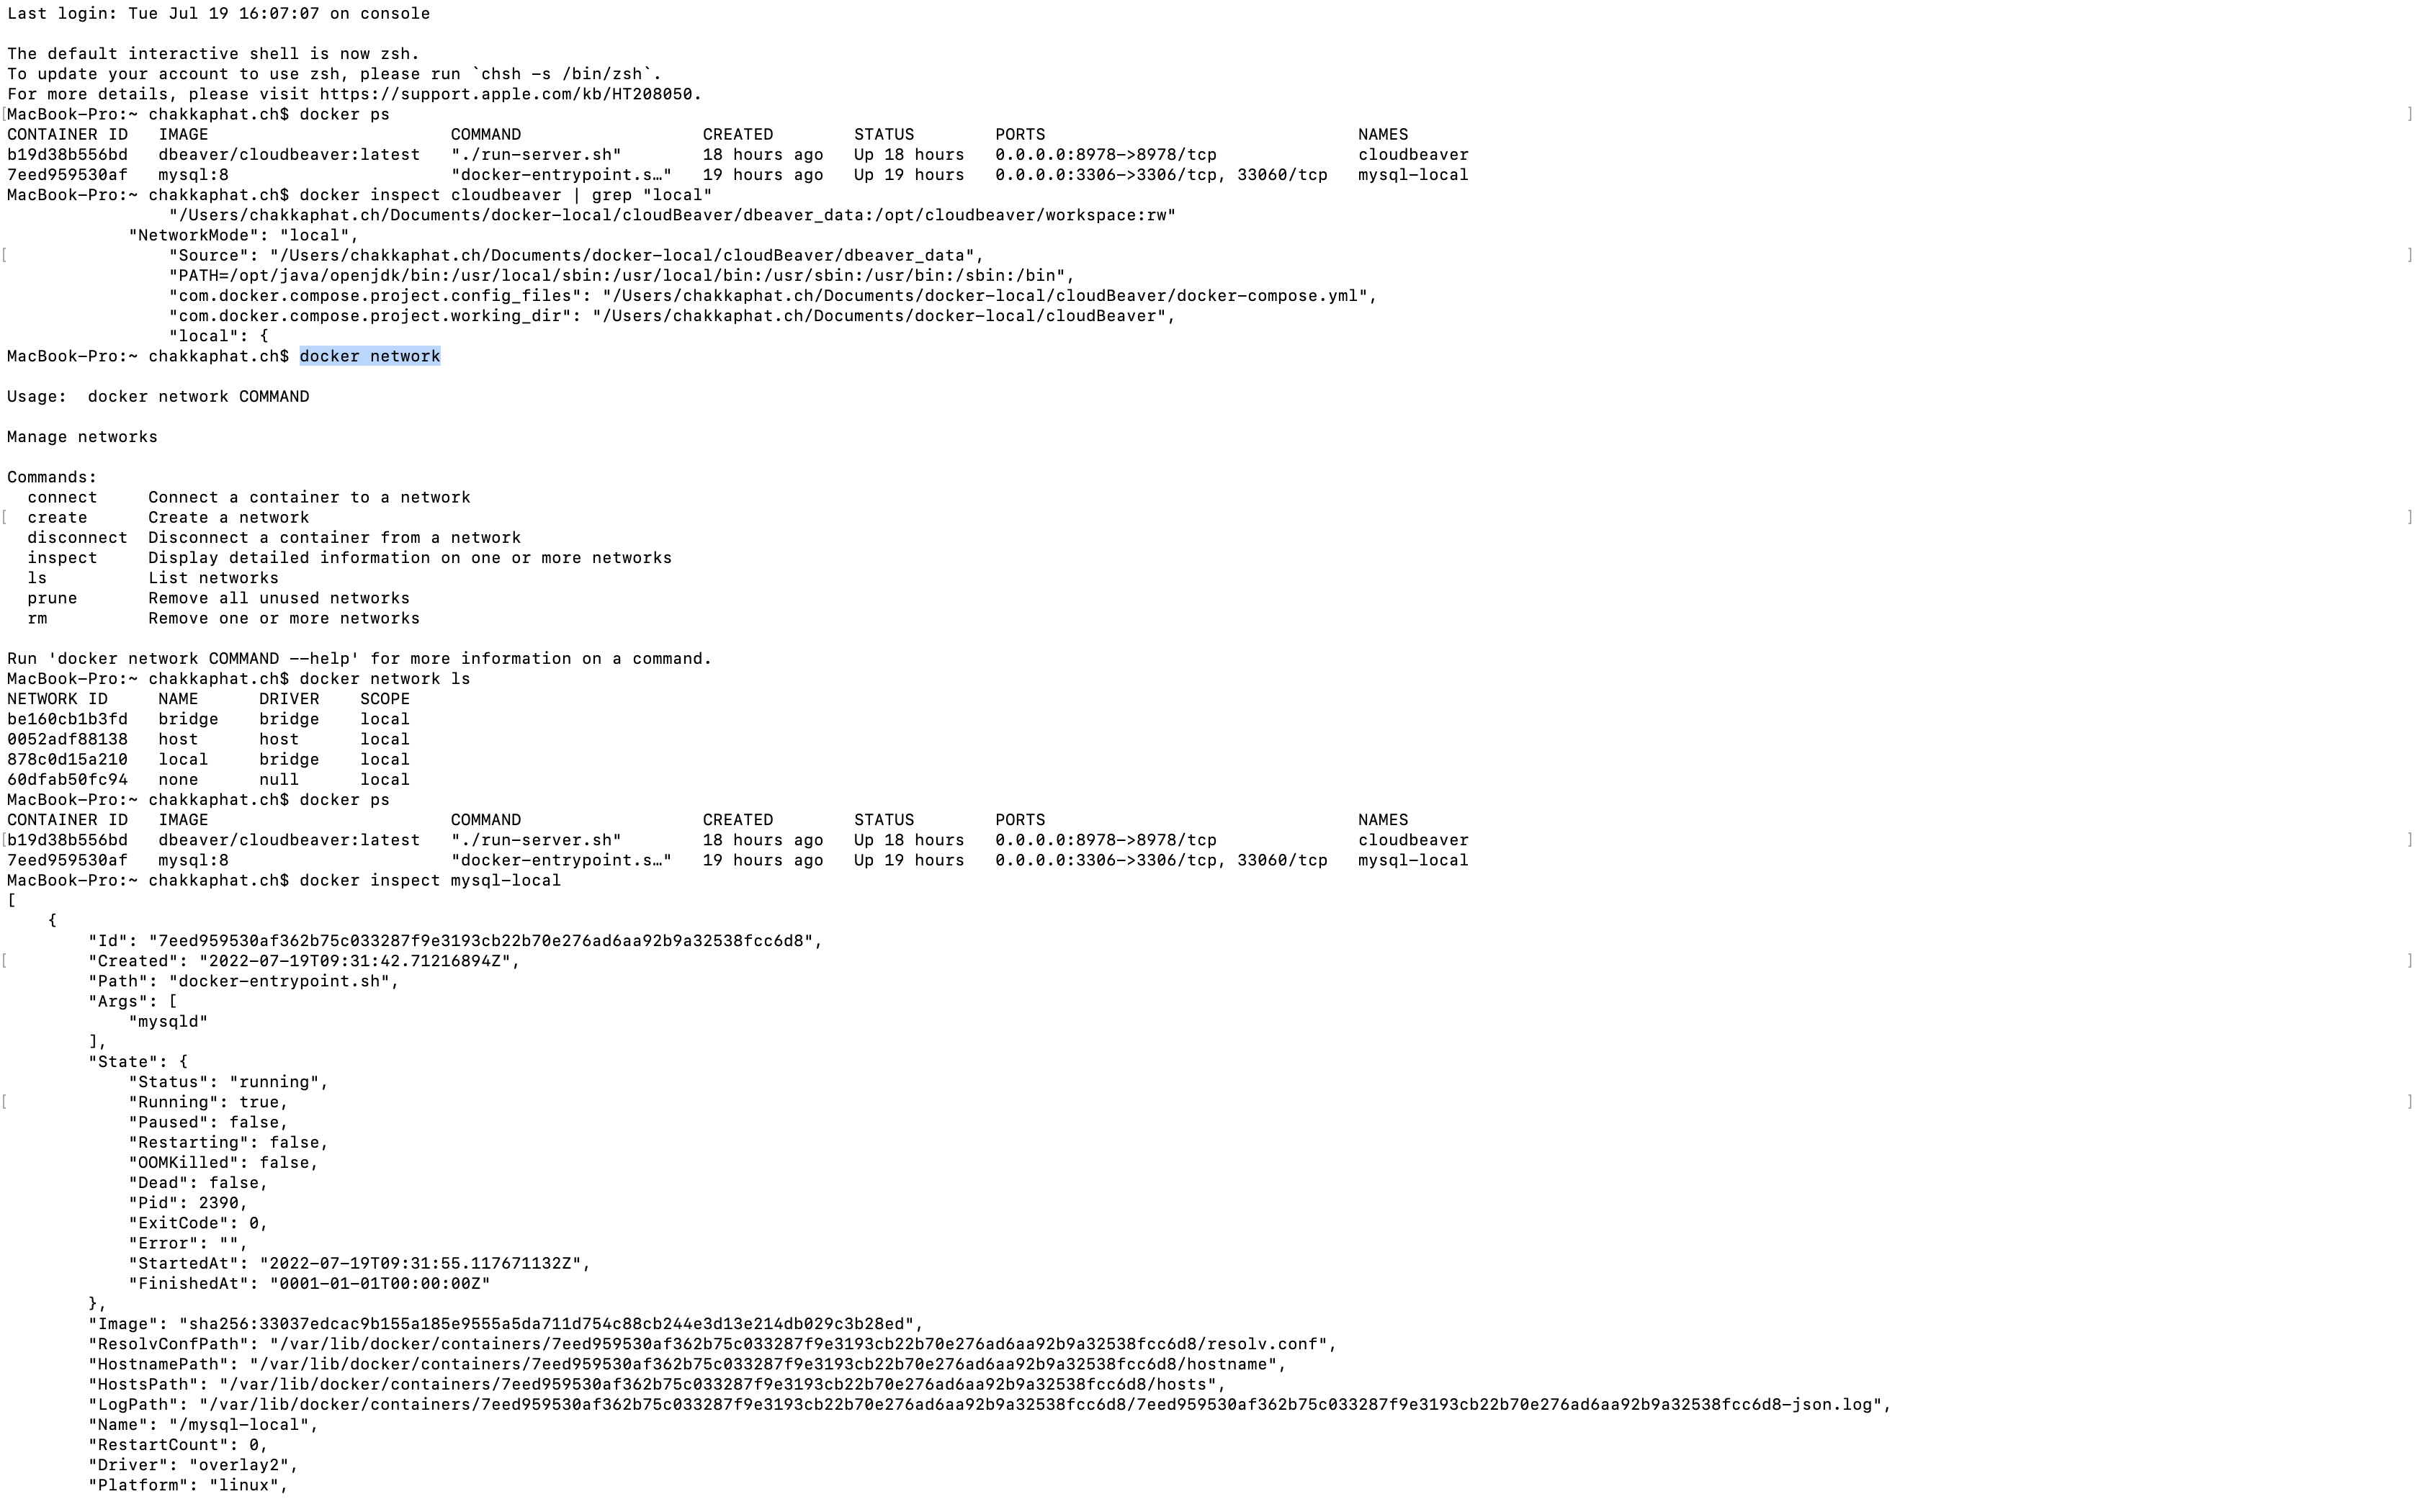 Last login: Tue Jul 19 16:07:07 on console

The default interactive shell is now zsh.
To update your account to use zsh, please run `chsh -s /bin/zsh`.
For more details, please visit https://support.apple.com/kb/HT208050.
[MacBook-Pro:~ chakkaphat.ch$ docker ps ]
CONTAINER ID   IMAGE                       COMMAND                  CREATED        STATUS        PORTS                               NAMES
b19d38b556bd   dbeaver/cloudbeaver:latest   "./run-server.sh"        18 hours ago   Up 18 hours   0.0.0.0:8978->8978/tcp              cloudbeaver
7eed959530af   mysql:8                      "docker-entrypoint.s…"   19 hours ago   Up 19 hours   0.0.0.0:3306->3306/tcp, 33060/tcp   mysql-local
MacBook-Pro:~ chakkaphat.ch$ docker inspect cloudbeaver | grep "local"
                "/Users/chakkaphat.ch/Documents/docker-local/cloudBeaver/dbeaver_data:/opt/cloudbeaver/workspace:rw"
            "NetworkMode": "local",
[               "Source": "/Users/chakkaphat.ch/Documents/docker-local/cloudBeaver/dbeaver_data", ]
                "PATH=/opt/java/openjdk/bin:/usr/local/sbin:/usr/local/bin:/usr/sbin:/usr/bin:/sbin:/bin",
                "com.docker.compose.project.config_files": "/Users/chakkaphat.ch/Documents/docker-local/cloudBeaver/docker-compose.yml",
                "com.docker.compose.project.working_dir": "/Users/chakkaphat.ch/Documents/docker-local/cloudBeaver",
                "local": {
MacBook-Pro:~ chakkaphat.ch$ docker network

Usage:  docker network COMMAND

Manage networks

Commands:
  connect     Connect a container to a network
[ create      Create a network ]
  disconnect  Disconnect a container from a network
  inspect     Display detailed information on one or more networks
  ls          List networks
  prune       Remove all unused networks
  rm          Remove one or more networks

Run 'docker network COMMAND --help' for more information on a command.
MacBook-Pro:~ chakkaphat.ch$ docker network ls
NETWORK ID     NAME      DRIVER    SCOPE
be160cb1b3fd   bridge    bridge    local
0052adf88138   host      host      local
878c0d15a210   local     bridge    local
60dfab50fc94   none      null      local
MacBook-Pro:~ chakkaphat.ch$ docker ps
CONTAINER ID   IMAGE                        COMMAND                  CREATED        STATUS        PORTS                               NAMES
[b19d38b556bd   dbeaver/cloudbeaver:latest   "./run-server.sh"        18 hours ago   Up 18 hours   0.0.0.0:8978->8978/tcp              cloudbeaver ]
7eed959530af   mysql:8                      "docker-entrypoint.s…"   19 hours ago   Up 19 hours   0.0.0.0:3306->3306/tcp, 33060/tcp   mysql-local
MacBook-Pro:~ chakkaphat.ch$ docker inspect mysql-local
[
    {
        "Id": "7eed959530af362b75c033287f9e3193cb22b70e276ad6aa92b9a32538fcc6d8",
[       "Created": "2022-07-19T09:31:42.71216894Z", ]
        "Path": "docker-entrypoint.sh",
        "Args": [
            "mysqld"
        ],
        "State": {
            "Status": "running",
[           "Running": true, ]
            "Paused": false,
            "Restarting": false,
            "OOMKilled": false,
            "Dead": false,
            "Pid": 2390,
            "ExitCode": 0,
            "Error": "",
            "StartedAt": "2022-07-19T09:31:55.117671132Z",
            "FinishedAt": "0001-01-01T00:00:00Z"
        },
        "Image": "sha256:33037edcac9b155a185e9555a5da711d754c88cb244e3d13e214db029c3b28ed",
        "ResolvConfPath": "/var/lib/docker/containers/7eed959530af362b75c033287f9e3193cb22b70e276ad6aa92b9a32538fcc6d8/resolv.conf",
        "HostnamePath": "/var/lib/docker/containers/7eed959530af362b75c033287f9e3193cb22b70e276ad6aa92b9a32538fcc6d8/hostname",
        "HostsPath": "/var/lib/docker/containers/7eed959530af362b75c033287f9e3193cb22b70e276ad6aa92b9a32538fcc6d8/hosts",
        "LogPath": "/var/lib/docker/containers/7eed959530af362b75c033287f9e3193cb22b70e276ad6aa92b9a32538fcc6d8/7eed959530af362b75c033287f9e3193cb22b70e276ad6aa92b9a32538fcc6d8-json.log",
        "Name": "/mysql-local",
        "RestartCount": 0,
        "Driver": "overlay2",
        "Platform": "linux",